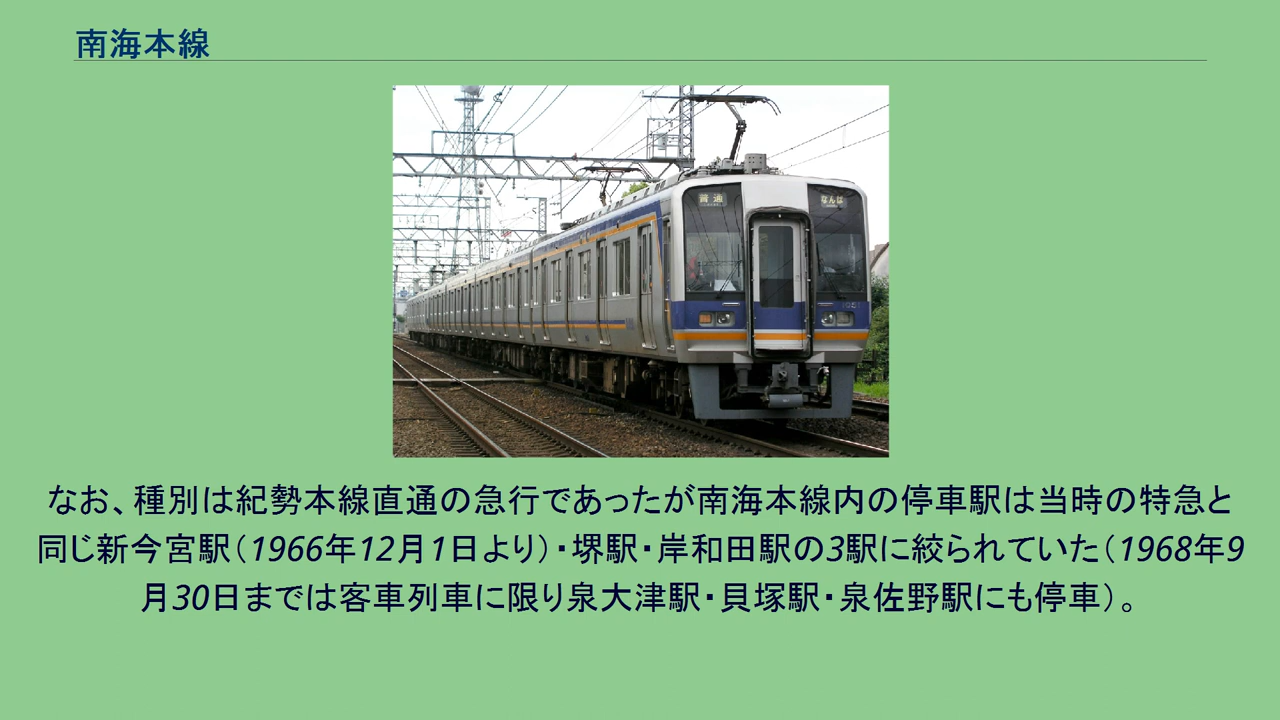 南海本線
普通
なんば
なお、種別は紀勢本線直通の急行であったが南海本線内の停車駅は当時の特急と
同じ新今宮駅（1966年12月1日より）・堺駅・岸和田駅の3駅に絞られていた（1968年9
月30日までは客車列車に限り泉大津駅・貝塚駅・泉佐野駅にも停車）。